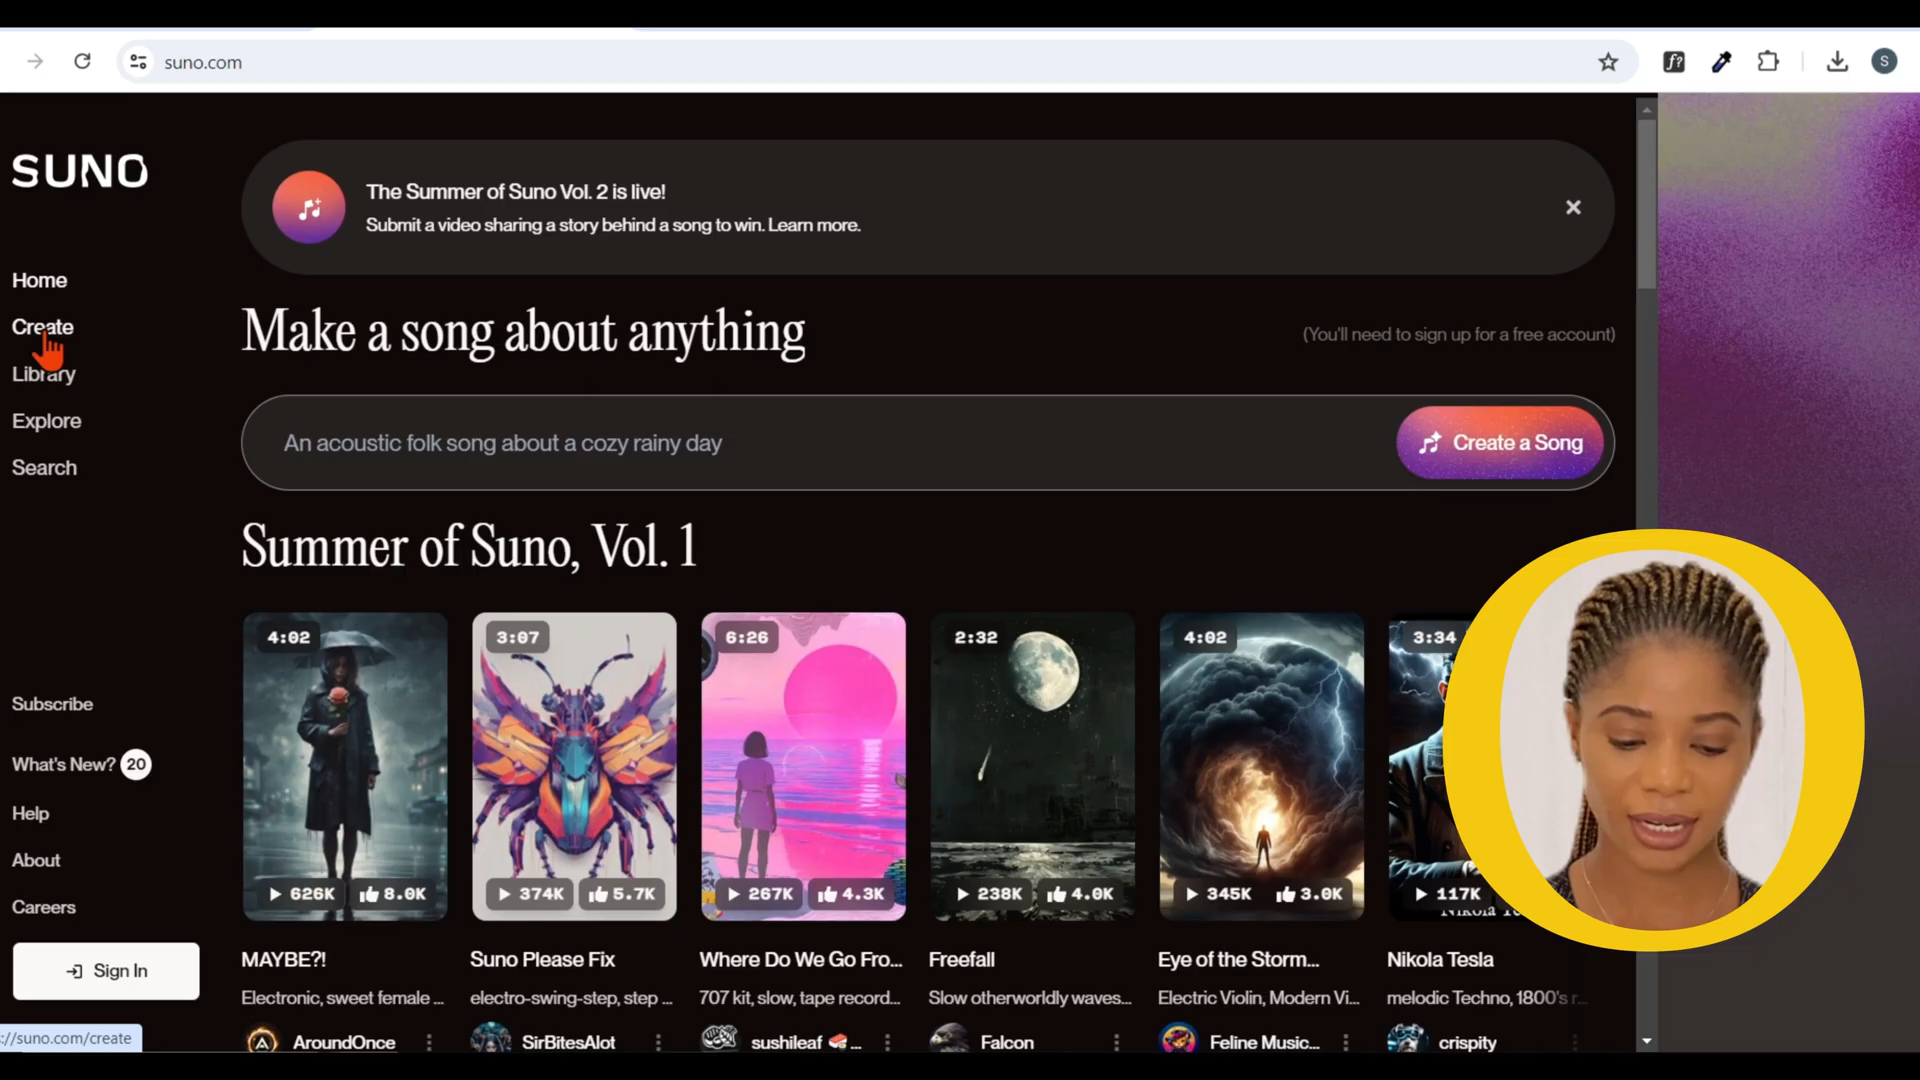 suno.com
f?
S
SUNO
The Summer of Suno Vol. 2 is live!
Submit a video sharing a story behind a song to win. Learn more.
Home
Create
Library
Explore
Search
Make a song about anything
(You'll need to sign up for a free account)
An acoustic folk song about a cozy rainy day
Create a Song
Summer of Suno, Vol. 1
4:02
3:07
6:26
2:32
4:02
3:34
626K 8.0K
374K 5.7K
267K 4.3K
238K 4.0K
345K 3.0K
117K
Nikola
Subscribe
What's New? 20
Help
About
Careers
Sign In
MAYBE?!
Electronic, sweet female ...
AroundOnce
Suno Please Fix
electro-swing-step, step ...
SirBitesAlot
Where Do We Go Fro...
707 kit, slow, tape record...
sushileaf 🍣...
Freefall
Slow otherworldly waves...
Falcon
Eye of the Storm...
Electric Violin, Modern Vi...
Feline Music...
Nikola Tesla
melodic Techno, 1800's r...
crispity
://suno.com/create